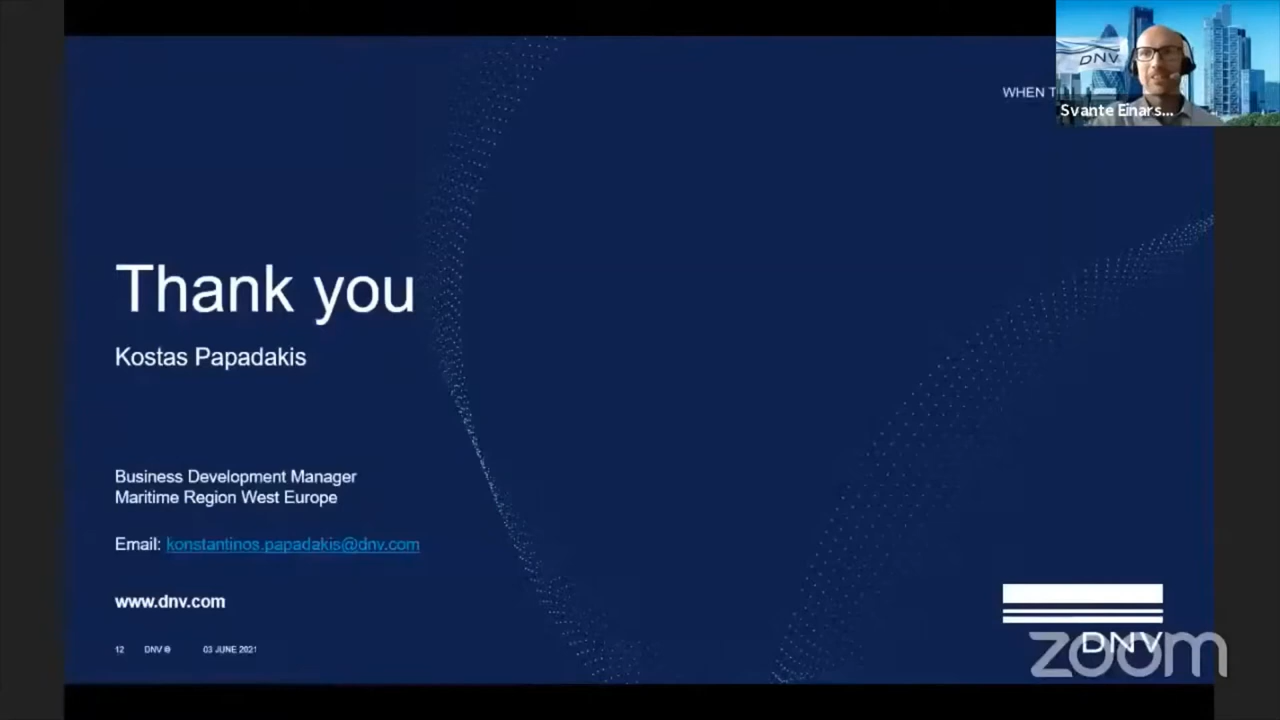 DNV
WHEN T
Svante Einars...
Thank you
Kostas Papadakis
Business Development Manager
Maritime Region West Europe
Email: konstantinos.papadakis@dnv.com
www.dnv.com
12 DNV © 03 JUNE 2021
DNV
zoom